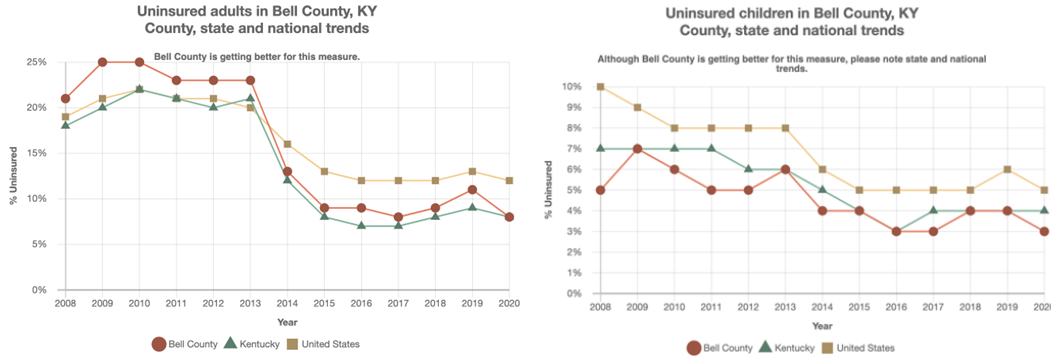 Uninsured adults in Bell County, KY
County, state and national trends
Bell County is getting better for this measure.
25%
20%
15%
10%
5%
0%
% Uninsured
2008 2009 2010 2011 2012 2013 2014 2015 2016 2017 2018 2019 2020
Year
Bell County Kentucky United States
Uninsured children in Bell County, KY
County, state and national trends
Although Bell County is getting better for this measure, please note state and national
trends.
10%
9%
8%
7%
6%
5%
4%
3%
2%
1%
0%
% Uninsured
2008 2009 2010 2011 2012 2013 2014 2015 2016 2017 2018 2019 2020
Year
Bell County Kentucky United States